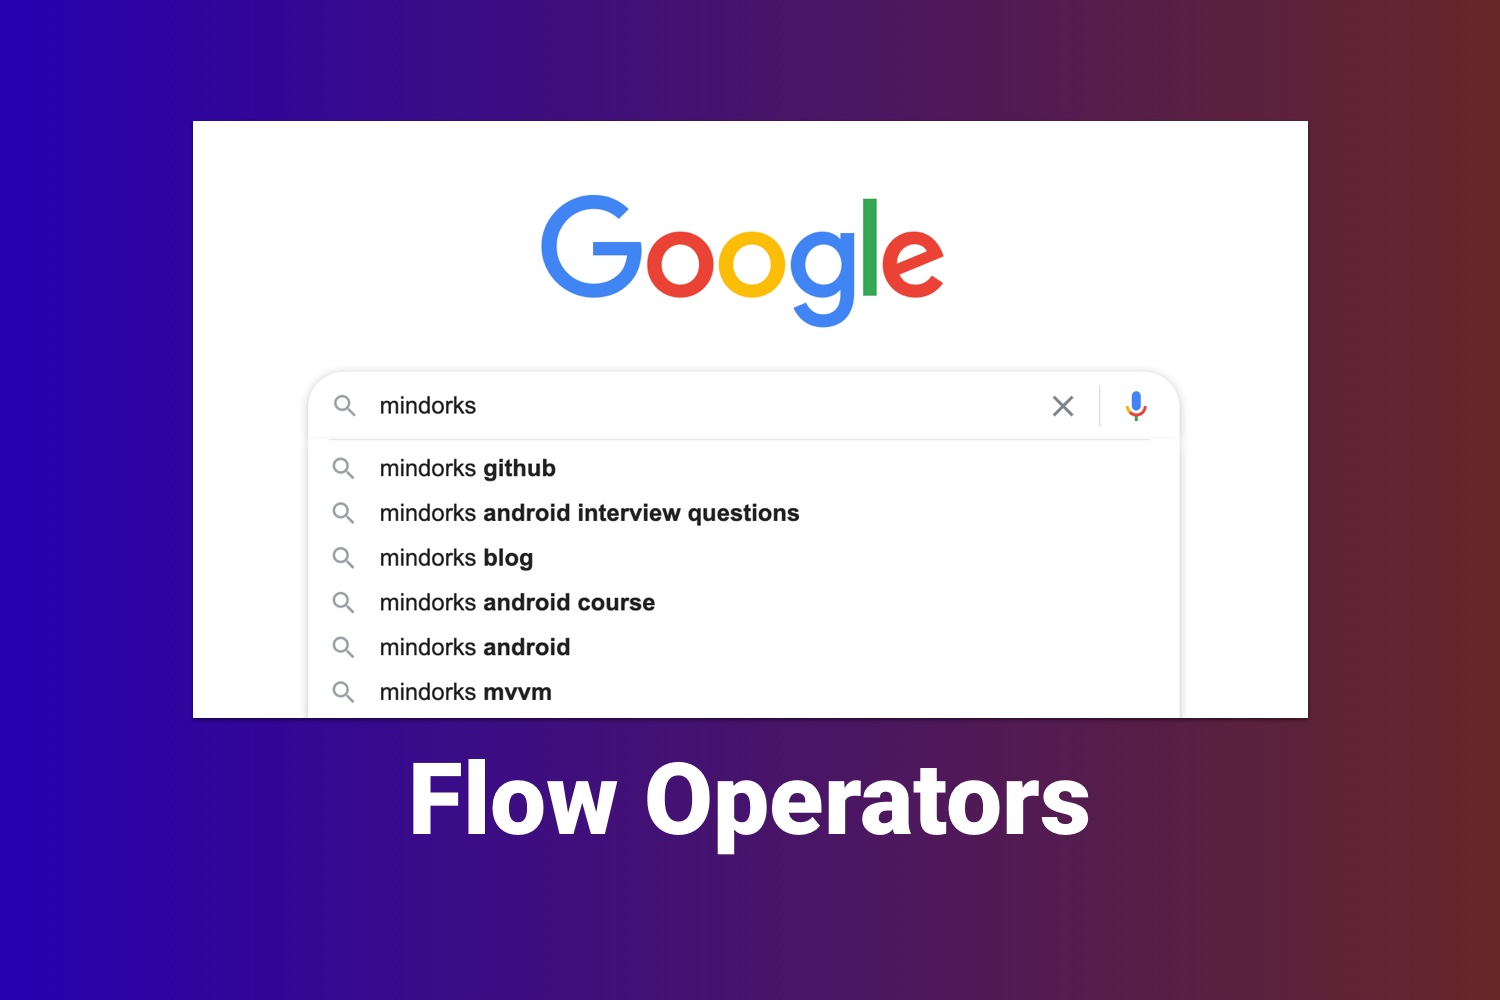 Google
mindorks
mindorks github
mindorks android interview questions
mindorks blog
mindorks android course
mindorks android
mindorks mvvm
Flow Operators